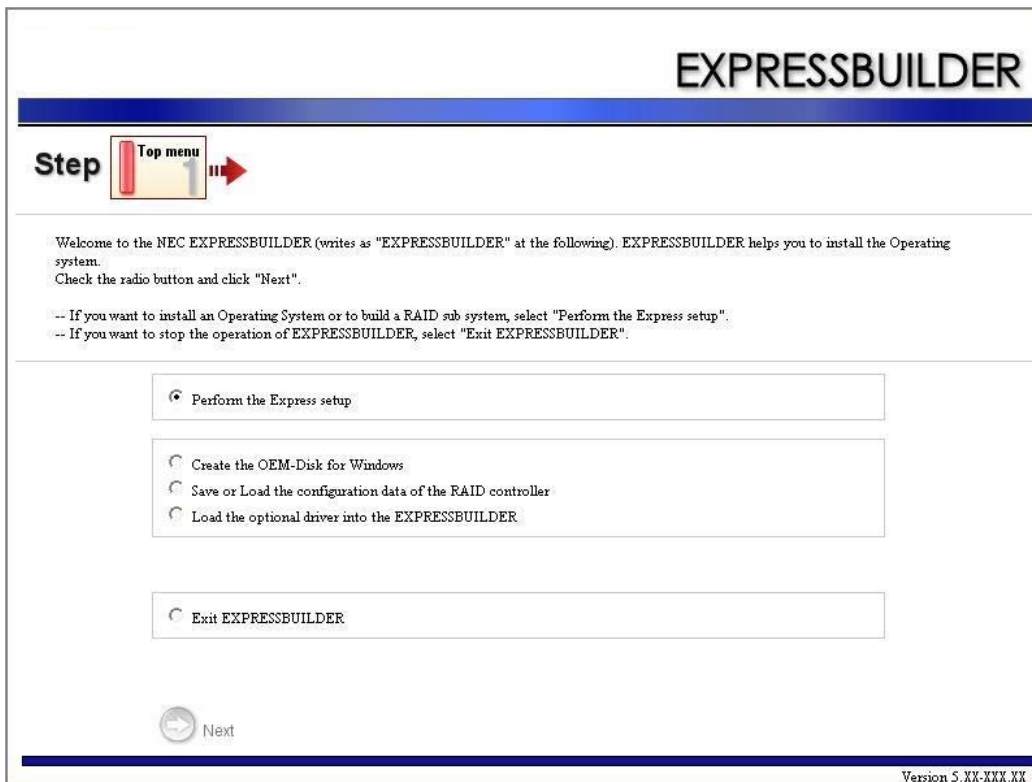 EXPRESSBUILDER
Step
Top menu
1
Welcome to the NEC EXPRESSBUILDER (writes as "EXPRESSBUILDER" at the following). EXPRESSBUILDER helps you to install the Operating
system.
Check the radio button and click "Next".
-- If you want to install an Operating System or to build a RAID sub system, select "Perform the Express setup".
-- If you want to stop the operation of EXPRESSBUILDER, select "Exit EXPRESSBUILDER".
Perform the Express setup
Create the OEM-Disk for Windows
Save or Load the configuration data of the RAID controller
Load the optional driver into the EXPRESSBUILDER
Exit EXPRESSBUILDER
Next
Version 5.XX-XXX.XX